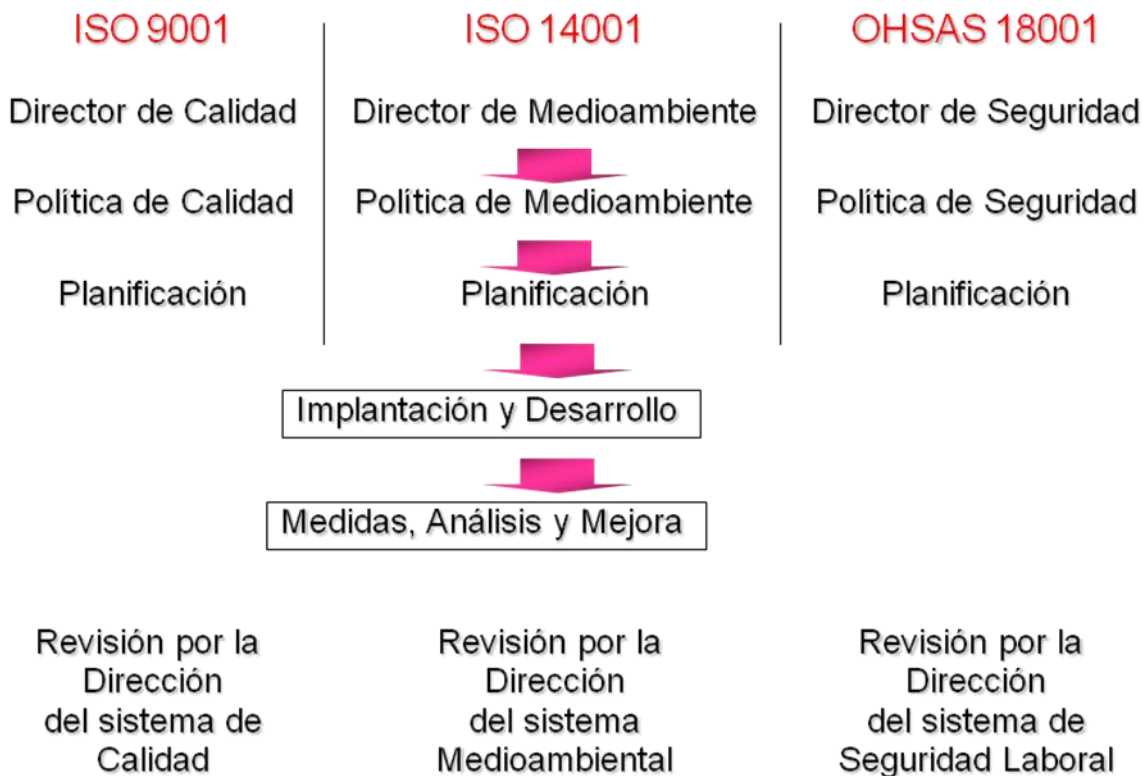 ISO 9001
ISO 14001
OHSAS 18001
Director de Calidad
Director de Medioambiente
Director de Seguridad
Política de Calidad
Política de Medioambiente
Política de Seguridad
Planificación
Planificación
Planificación
Implantación y Desarrollo
Medidas, Análisis y Mejora
Revisión por la
Dirección
del sistema de
Calidad
Revisión por la
Dirección
del sistema
Medioambiental
Revisión por la
Dirección
del sistema de
Seguridad Laboral